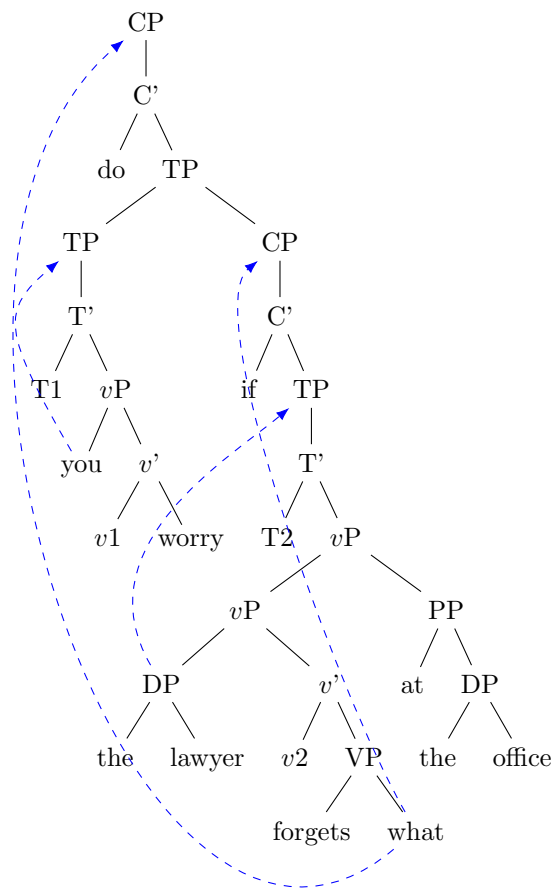 CP
C'
do TP
TP CP
T' C'
T1 vP if TP
you v' T'
v1 worry T2 vP
vP PP
DP v' at DP
the lawyer v2 VP the office
forgets what